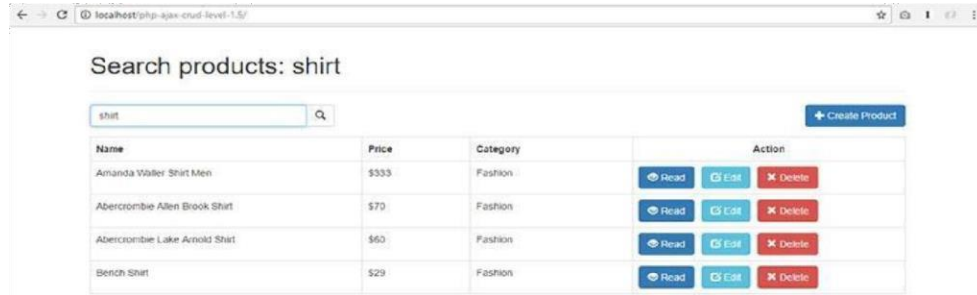 localhost/php-ajax-crud-level-1.5/
Search products: shirt
shirt
Create Product
Name Price Category Action
Amanda Waller Shirt Men $333 Fashion Read Edit Delete
Abercrombie Allen Brook Shirt $70 Fashion Read Edit Delete
Abercrombie Lake Arnold Shirt $60 Fashion Read Edit Delete
Bench Shirt $29 Fashion Read Edit Delete